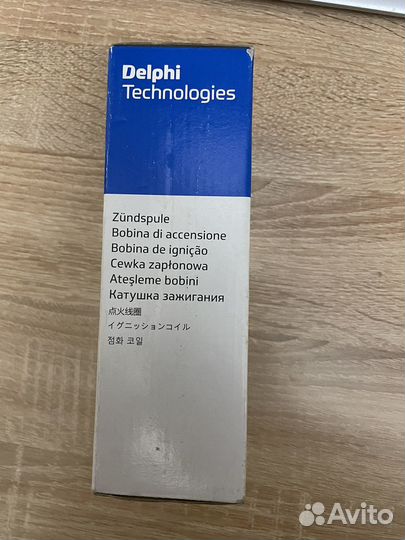 Delphi
Technologies
Zündspule
Bobina di accensione
Bobina de ignição
Cewka zapłonowa
Ateşleme bobini
Катушка зажигания
点火线圈
イグニッションコイル
점화 코일
Avito